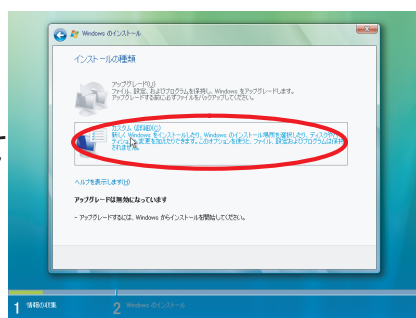 Windows のインストール
インストールの種類
アップグレード(U)
ファイル、設定、およびプログラムを保持し、Windows をアップグレードします。
アップグレードする前に必ずファイルをバックアップしてください。
カスタム (詳細)(C)
新しく Windows をインストールしたり、Windows のインストール場所を選択したり、ディスクやパー
ティションに変更を加えたりできます。このオプションを使うと、ファイル、設定およびプログラムは保持
されません。
ヘルプを表示します(H)
アップグレードは無効になっています
- アップグレードするには、Windows からインストールを開始してください。
1 情報の収集
2 Windows のインストール